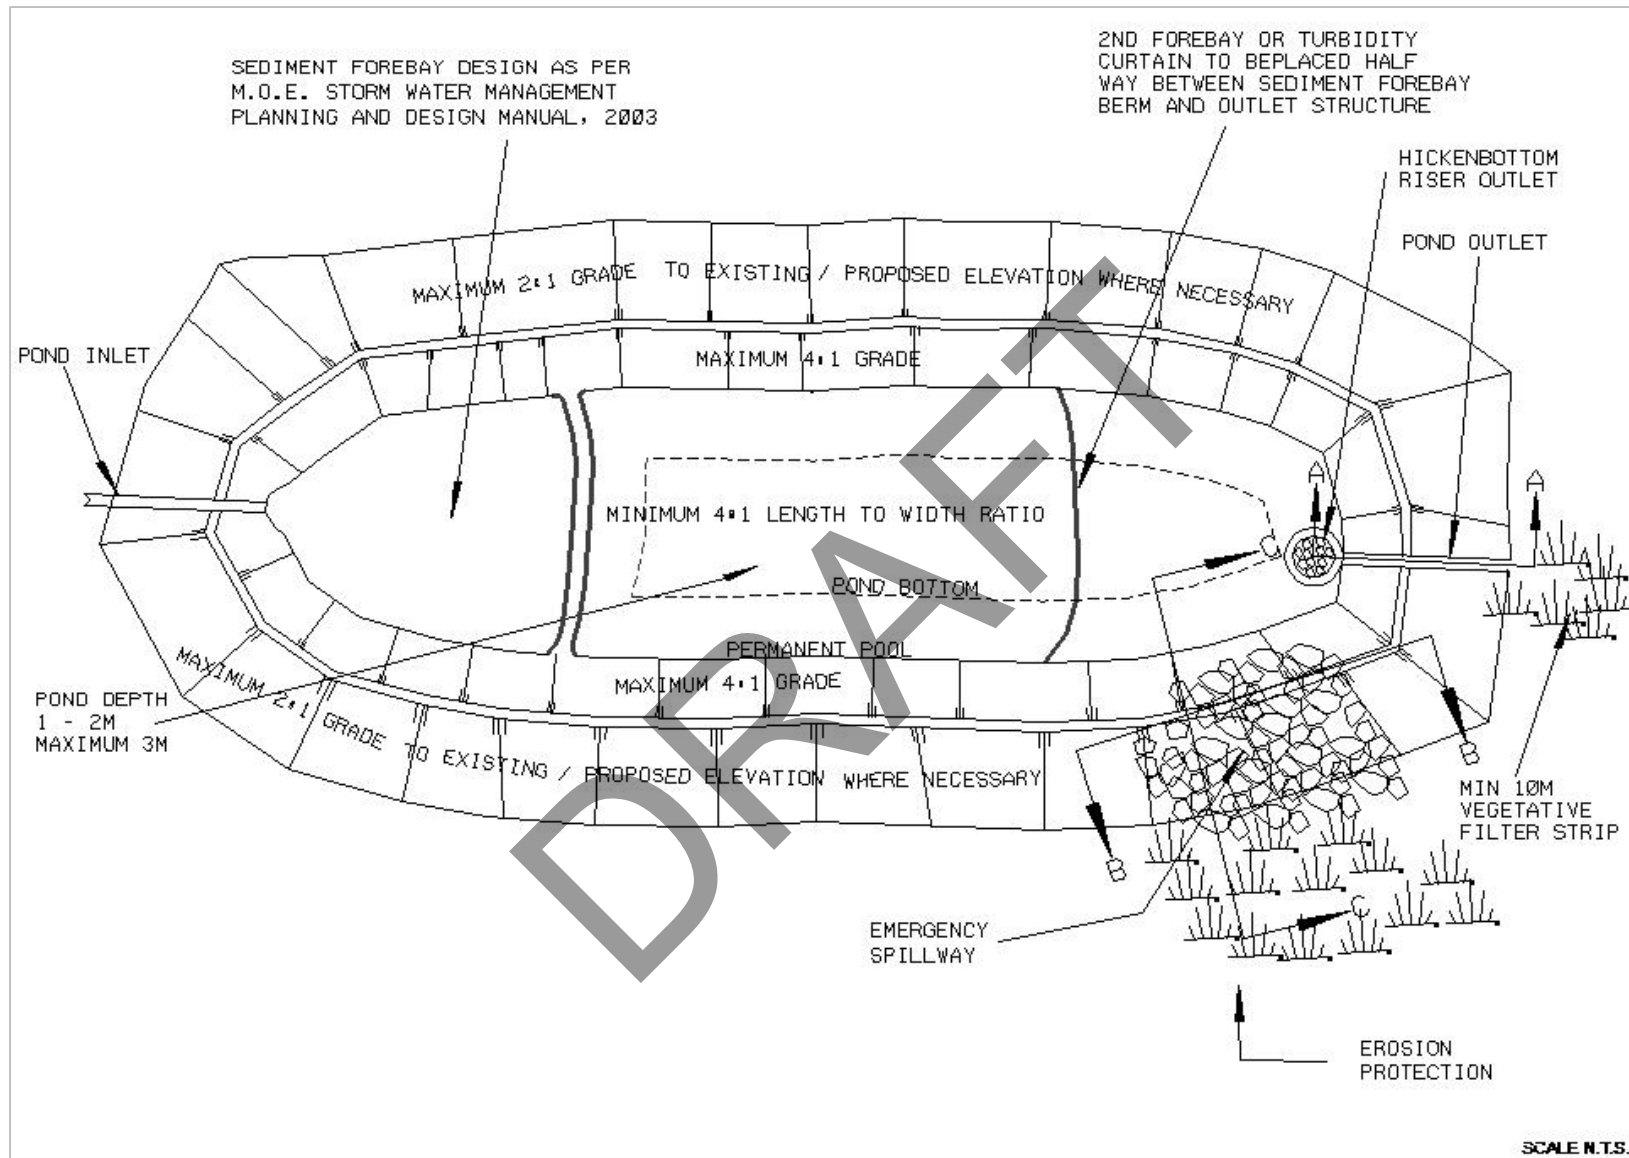 SEDIMENT FOREBAY DESIGN AS PER
M.O.E. STORM WATER MANAGEMENT
PLANNING AND DESIGN MANUAL, 2003
2ND FOREBAY OR TURBIDITY
CURTAIN TO BEPLACED HALF
WAY BETWEEN SEDIMENT FOREBAY
BERM AND OUTLET STRUCTURE
HICKENBOTTOM
RISER OUTLET
POND OUTLET
MAXIMUM 2:1 GRADE TO EXISTING / PROPOSED ELEVATION WHERE NECESSARY
POND INLET
MAXIMUM 4:1 GRADE
A
A
MINIMUM 4:1 LENGTH TO WIDTH RATIO
C
POND BOTTOM
PERMANENT POOL
MAXIMUM 4:1 GRADE
MAXIMUM 2:1 GRADE TO EXISTING / PROPOSED ELEVATION WHERE NECESSARY
POND DEPTH
1 - 2M
MAXIMUM 3M
B
B
MIN 10M
VEGETATIVE
FILTER STRIP
C
EMERGENCY
SPILLWAY
EROSION
PROTECTION
DRAFT
SCALE N.T.S.